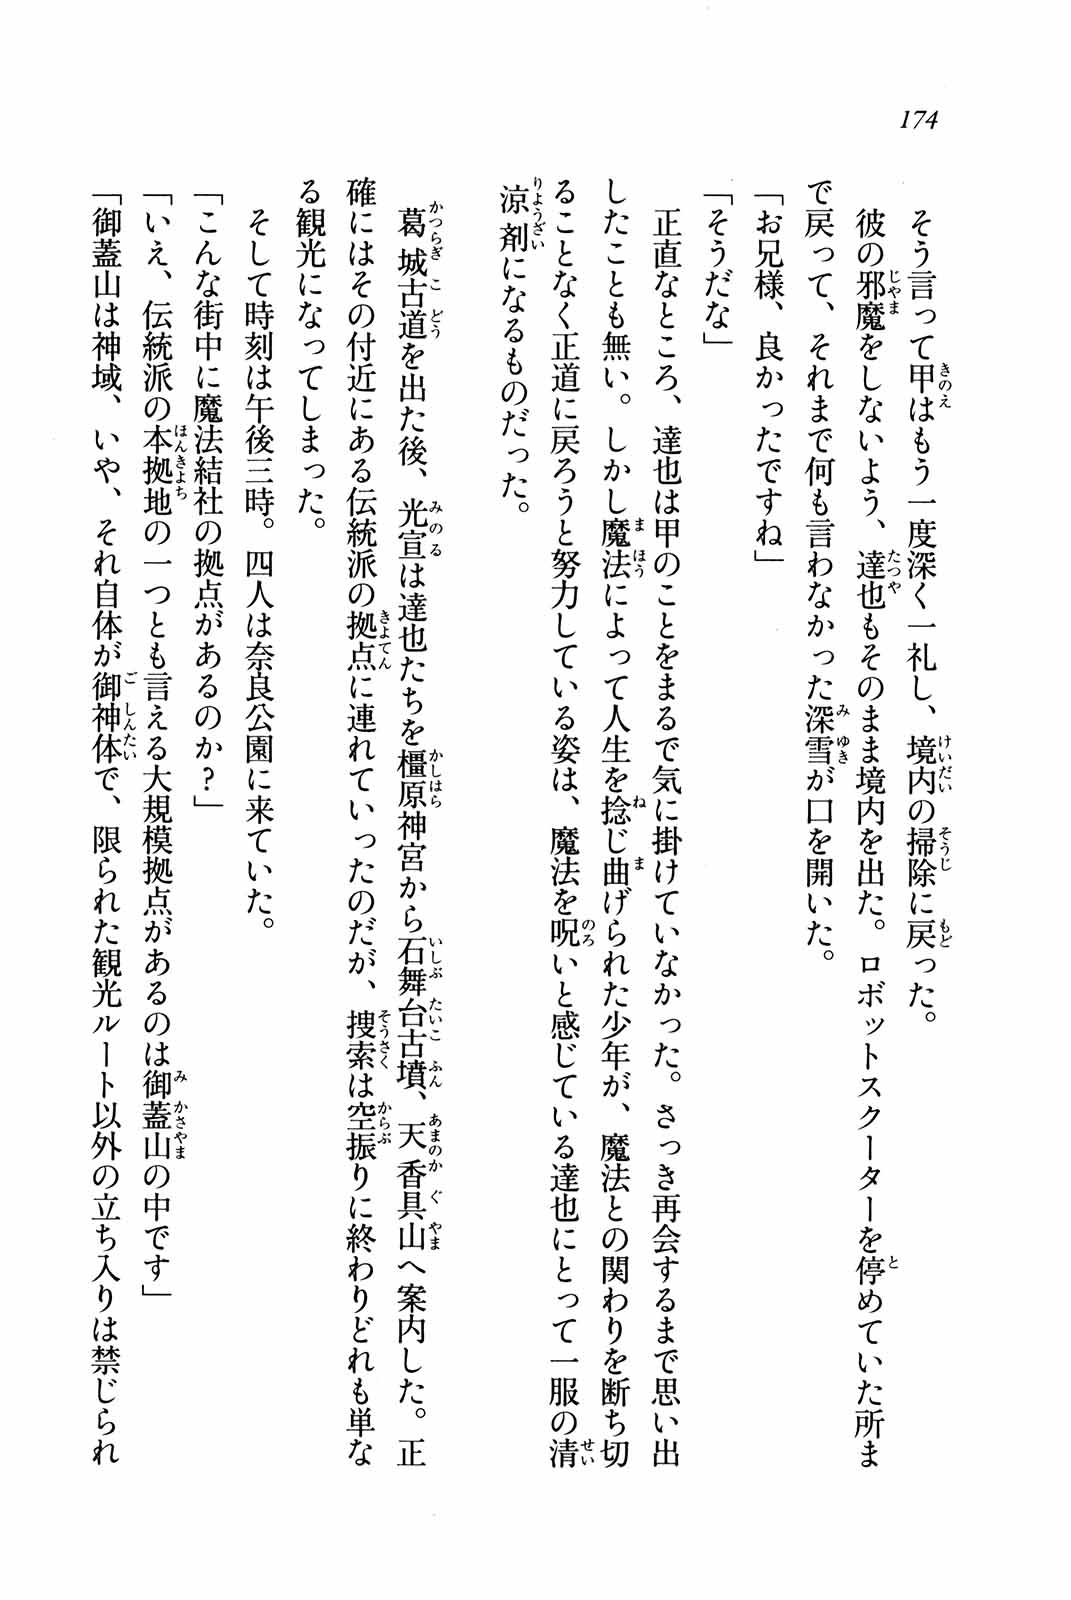 174
そう言って甲はもう一度深く一礼し、境内の掃除に戻った。
彼の邪魔をしないよう、達也もそのまま境内を出た。ロボットスクーターを停めていた所ま
で戻って、それまで何も言わなかった深雪が口を開いた。
「お兄様、良かったですね」
「そうだな」
正直なところ、達也は甲のことをまるで気に掛けていなかった。さっき再会するまで思い出
したことも無い。しかし魔法によって人生を捻じ曲げられた少年が、魔法との関わりを断ち切
ることなく正道に戻ろうと努力している姿は、魔法を呪いと感じている達也にとって一服の清
涼剤になるものだった。
葛城古道を出た後、光宣は達也たちを橿原神宮から石舞台古墳、天香具山へ案内した。正
確にはその付近にある伝統派の拠点に連れていったのだが、捜索は空振りに終わりどれも単な
る観光になってしまった。
そして時刻は午後三時。四人は奈良公園に来ていた。
「こんな街中に魔法結社の拠点があるのか?」
「いえ、伝統派の本拠地の一つとも言える大規模拠点があるのは御蓋山の中です」
「御蓋山は神域、いや、それ自体が御神体で、限られた観光ルート以外の立ち入りは禁じられ